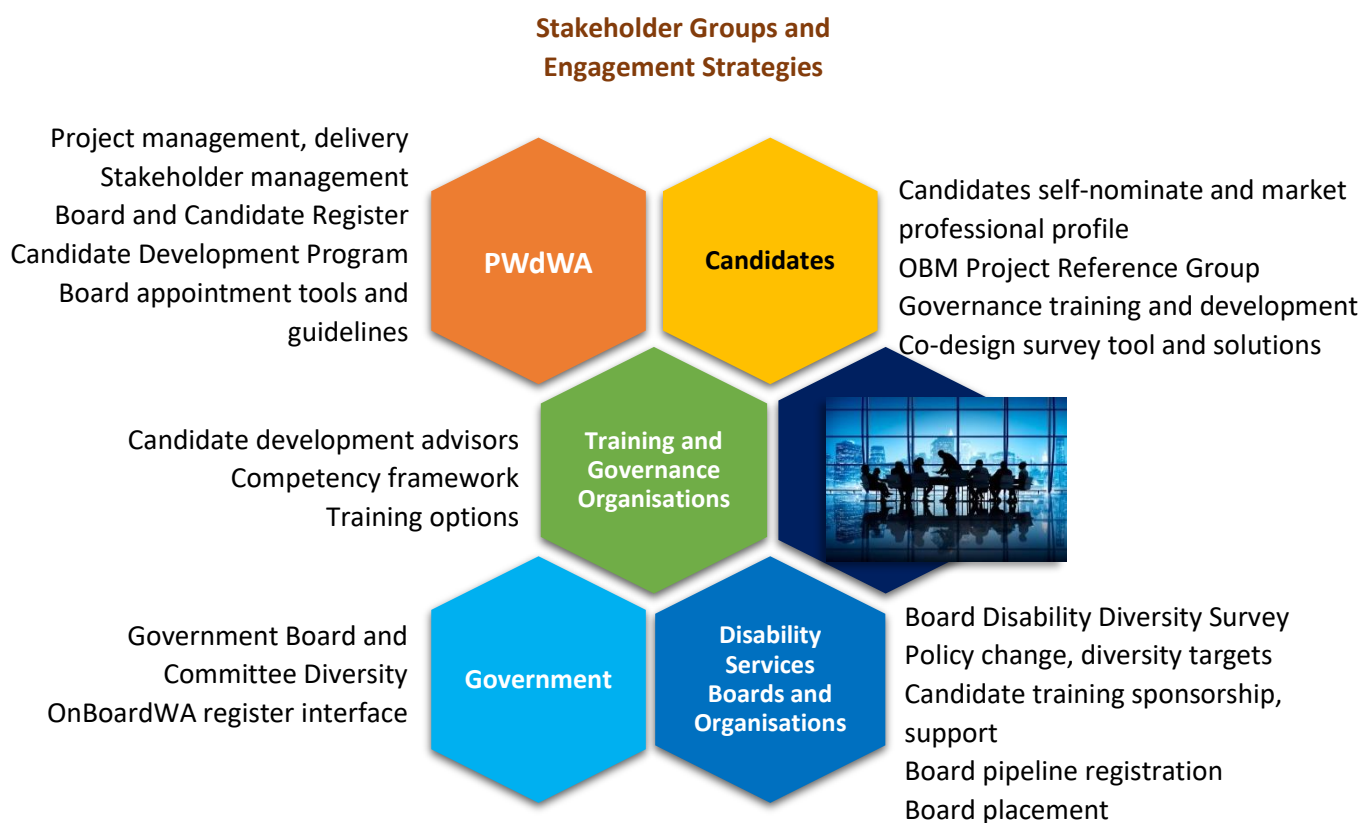 Stakeholder Groups and
Engagement Strategies
Project management, delivery
Stakeholder management
Board and Candidate Register
Candidate Development Program
Board appointment tools and
guidelines
PWdWA
Candidates
Candidates self-nominate and market
professional profile
OBM Project Reference Group
Governance training and development
Co-design survey tool and solutions
Candidate development advisors
Competency framework
Training options
Training and
Governance
Organisations
Government Board and
Committee Diversity
OnBoardWA register interface
Government
Disability
Services
Boards and
Organisations
Board Disability Diversity Survey
Policy change, diversity targets
Candidate training sponsorship,
support
Board pipeline registration
Board placement